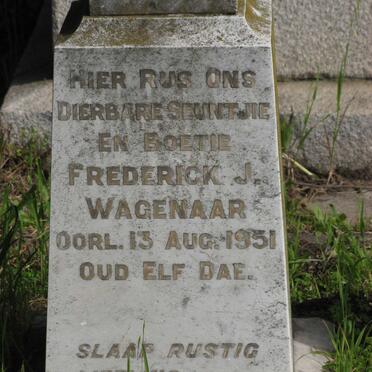 HIER RUS ONS
DIERBARE SEUNTJIE
EN BOETIE
FREDERICK J.
WAGENAAR
OORL. 13 AUG. 1951
OUD ELF DAE.
SLAAP RUSTIG